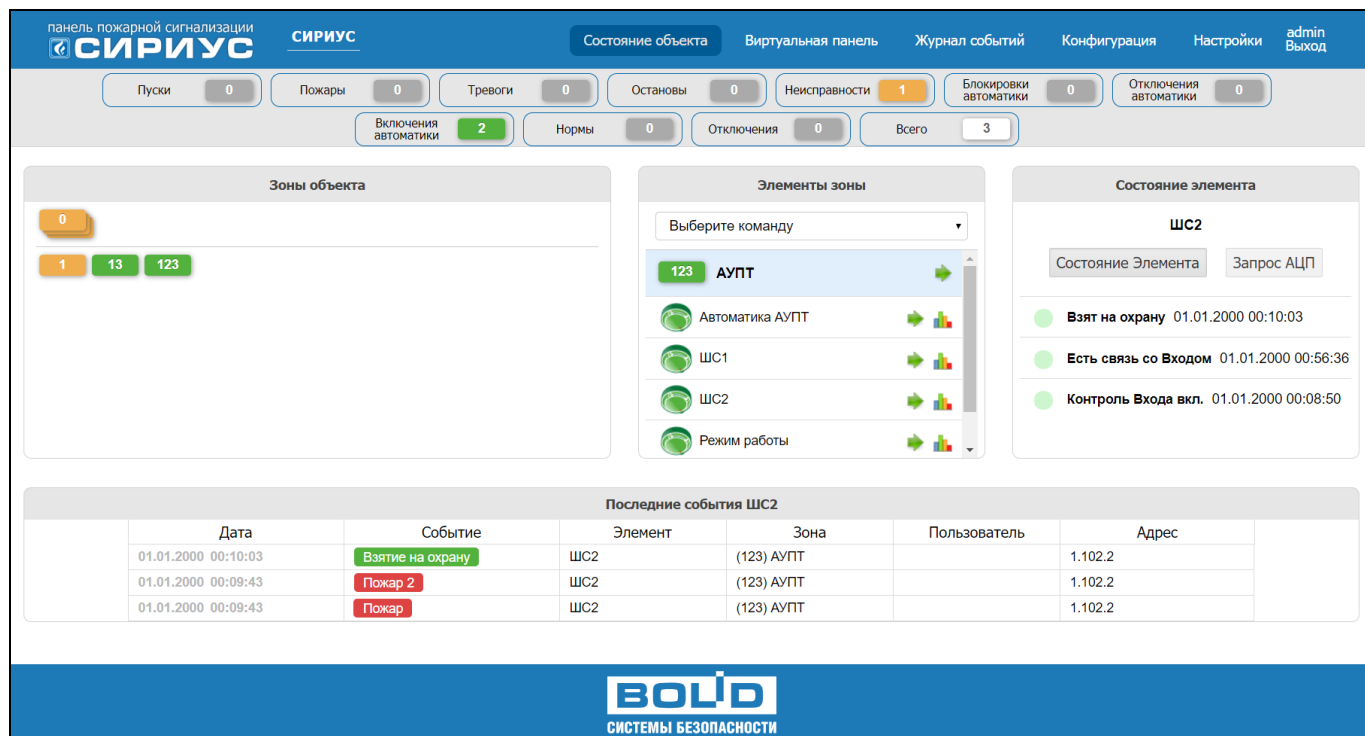 панель пожарной сигнализации
СИРИУС
СИРИУС
Состояние объекта Виртуальная панель Журнал событий Конфигурация Настройки
admin
Выход
Пуски 0 Пожары 0 Тревоги 0 Остановы 0 Неисправности 1 Блокировки автоматики 0 Отключения автоматики 0
Включения автоматики 2 Нормы 0 Отключения 0 Всего 3
Зоны объекта
0
1 13 123
Элементы зоны
Выберите команду
123 АУПТ
Автоматика АУПТ
ШС1
ШС2
Режим работы
Состояние элемента
ШС2
Состояние Элемента Запрос АЦП
Взят на охрану 01.01.2000 00:10:03
Есть связь со Входом 01.01.2000 00:56:36
Контроль Входа вкл. 01.01.2000 00:08:50
Последние события ШС2
Дата Событие Элемент Зона Пользователь Адрес
01.01.2000 00:10:03 Взятие на охрану ШС2 (123) АУПТ 1.102.2
01.01.2000 00:09:43 Пожар 2 ШС2 (123) АУПТ 1.102.2
01.01.2000 00:09:43 Пожар ШС2 (123) АУПТ 1.102.2
BOLID
СИСТЕМЫ БЕЗОПАСНОСТИ